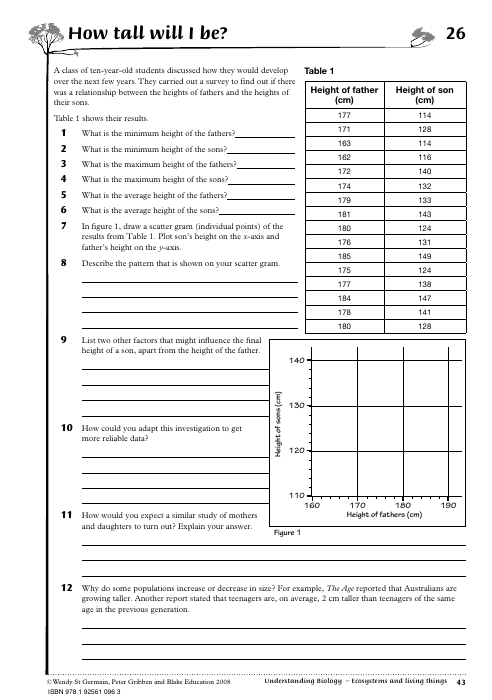 How tall will I be?
26
A class of ten-year-old students discussed how they would develop
over the next few years. They carried out a survey to find out if there
was a relationship between the heights of fathers and the heights of
their sons.
Table 1 shows their results.
1 What is the minimum height of the fathers?
2 What is the minimum height of the sons?
3 What is the maximum height of the fathers?
4 What is the maximum height of the sons?
5 What is the average height of the fathers?
6 What is the average height of the sons?
7 In figure 1, draw a scatter gram (individual points) of the
results from Table 1. Plot son's height on the x-axis and
father's height on the y-axis.
8 Describe the pattern that is shown on your scatter gram.
Table 1
Height of father (cm) Height of son (cm)
177 114
171 128
163 114
162 116
172 140
174 132
179 133
181 143
180 124
176 131
185 149
175 124
177 138
184 147
178 141
180 128
9 List two other factors that might influence the final
height of a son, apart from the height of the father.
10 How could you adapt this investigation to get
more reliable data?
11 How would you expect a similar study of mothers
and daughters to turn out? Explain your answer.
Height of sons (cm)
140
130
120
110
160 170 180 190
Height of fathers (cm)
Figure 1
12 Why do some populations increase or decrease in size? For example, The Age reported that Australians are
growing taller. Another report stated that teenagers are, on average, 2 cm taller than teenagers of the same
age in the previous generation.
©Wendy St Germain, Peter Gribben and Blake Education 2008
Understanding Biology – Ecosystems and living things 43
ISBN 978 1 92561 096 3